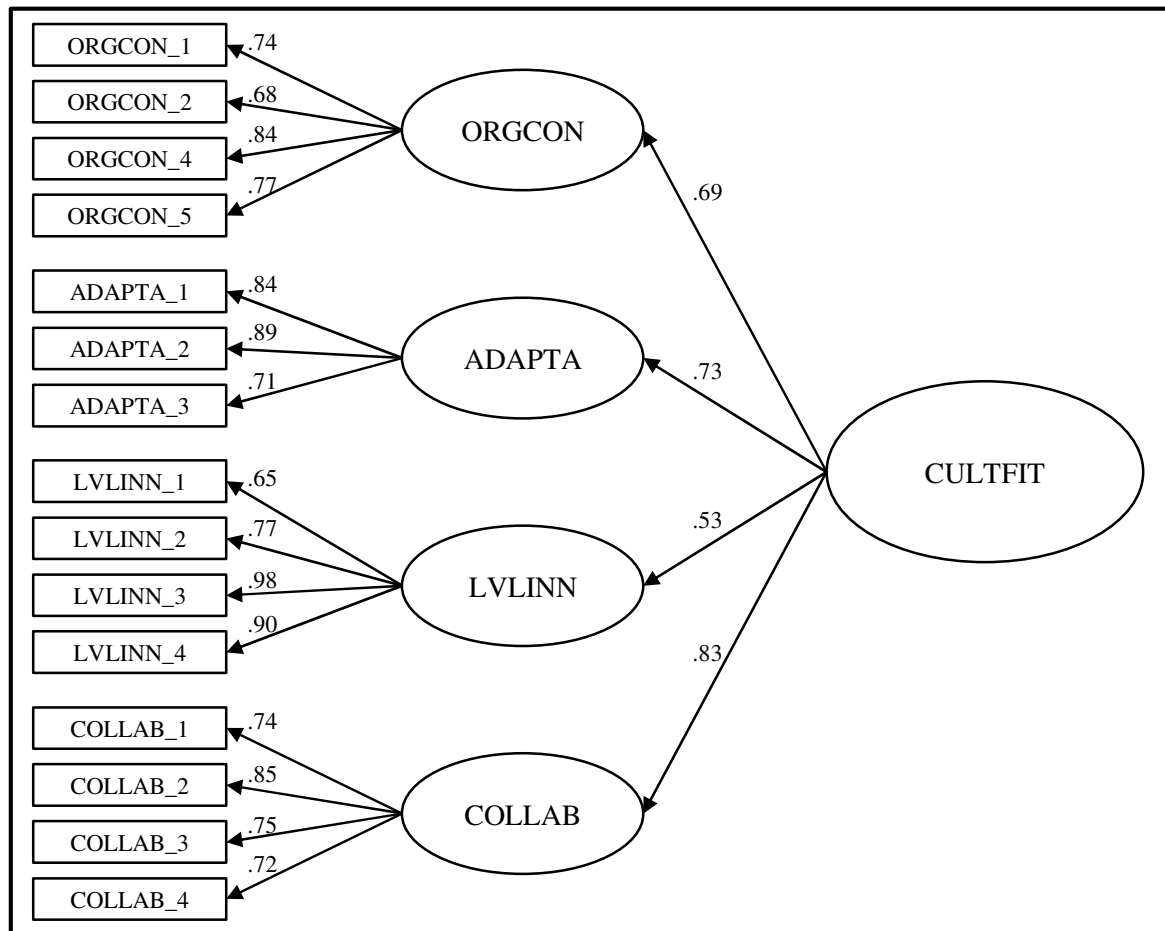 ORGCON_1
.74
ORGCON_2
.68
ORGCON_4
.84
ORGCON_5
.77
ORGCON
.69
ADAPTA_1
.84
ADAPTA_2
.89
ADAPTA_3
.71
ADAPTA
.73
CULTFIT
LVLINN_1
.65
LVLINN_2
.77
LVLINN_3
.98
LVLINN_4
.90
LVLINN
.53
COLLAB_1
.74
COLLAB_2
.85
COLLAB_3
.75
COLLAB_4
.72
COLLAB
.83